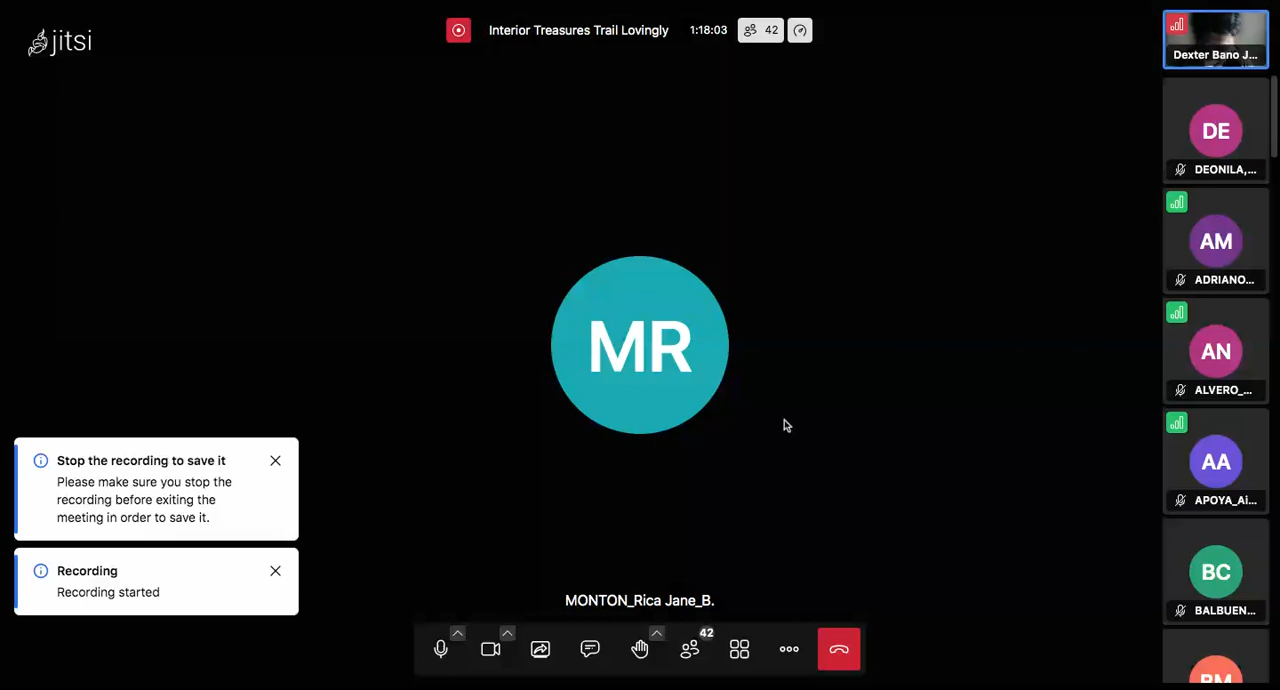 jitsi
Interior Treasures Trail Lovingly 1:18:03 42
Dexter Bano J...
DE
DEONILA,...
AM
ADRIANO...
AN
ALVERO_...
AA
APOYA_Ai...
BC
BALBUEN...
MR
MONTON_Rica Jane_B.
Stop the recording to save it
Please make sure you stop the
recording before exiting the
meeting in order to save it.
Recording
Recording started
42